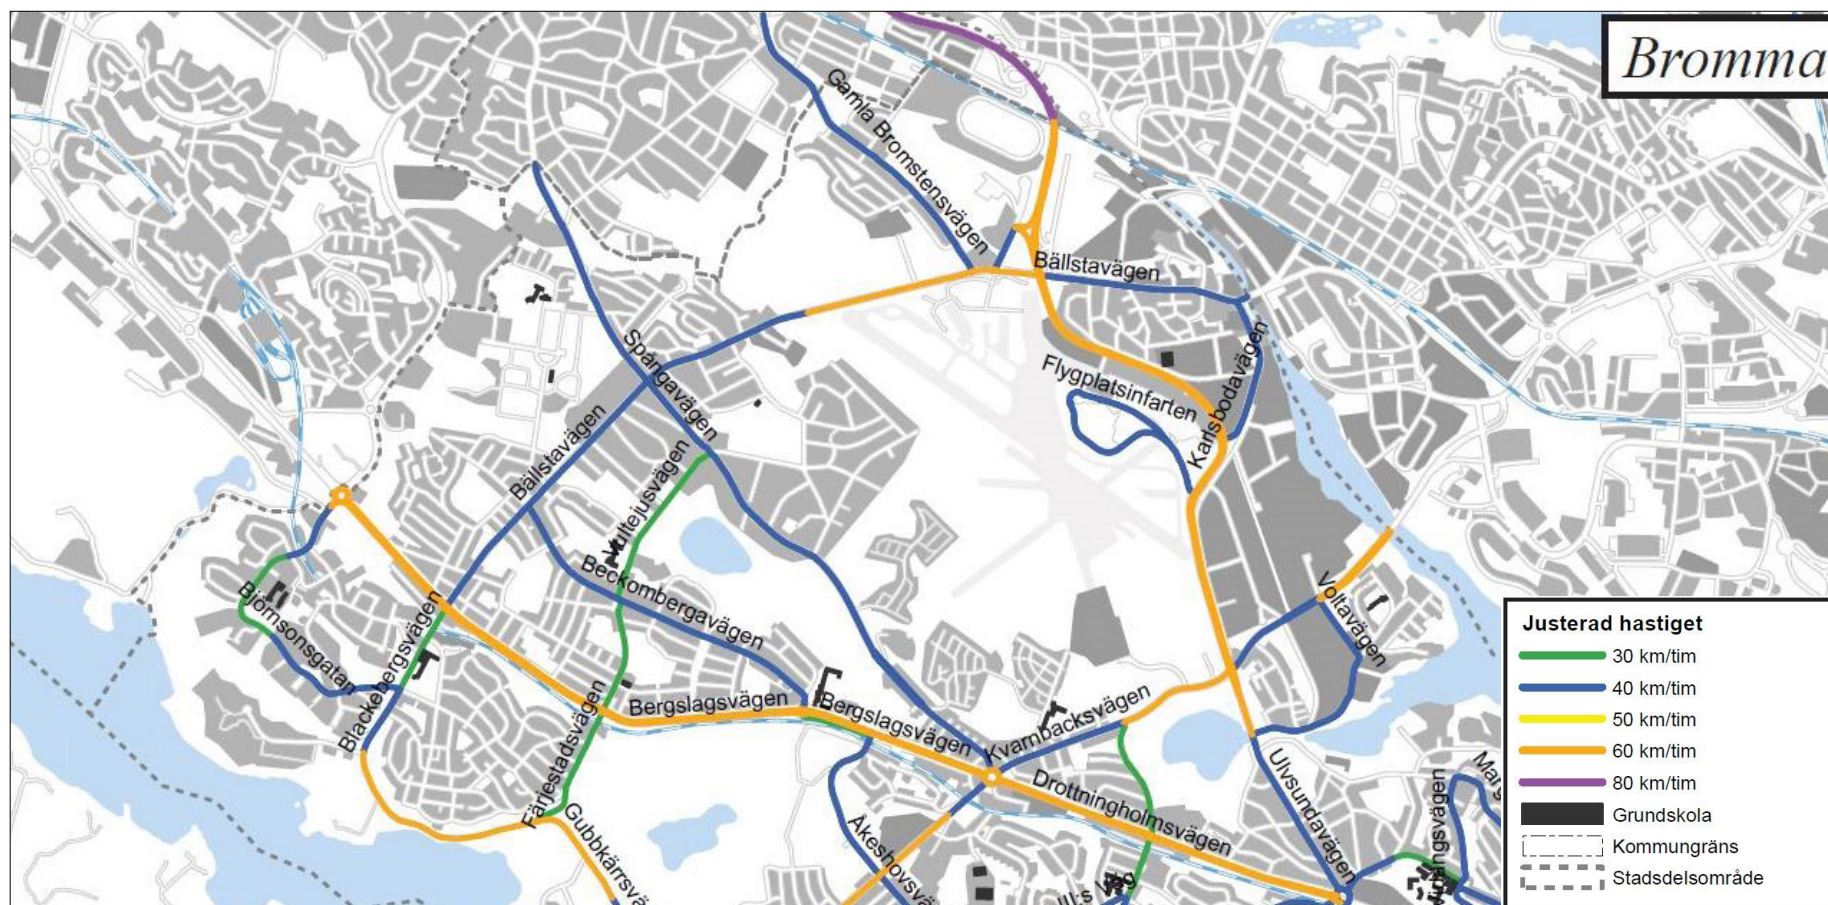 Bromma
Gamla Bromstensvägen
Bällstavägen
Spångavägen
Flygplatsinfarten
Karlsbodavägen
Bällstavägen
Vultejusvägen
Beckombergavägen
Björnsonsgatan
Blackebergsvägen
Voltavägen
Bergslagsvägen
Bergslagsvägen
Kvarnbacksvägen
Färjestadsvägen
Drottningholmsvägen
Ulvsundavägen
Gubbkärrsvä
Åkeshovsvä
ll:s Väg
Justerad hastiget
30 km/tim
40 km/tim
50 km/tim
60 km/tim
80 km/tim
Grundskola
Kommungräns
Stadsdelsområde